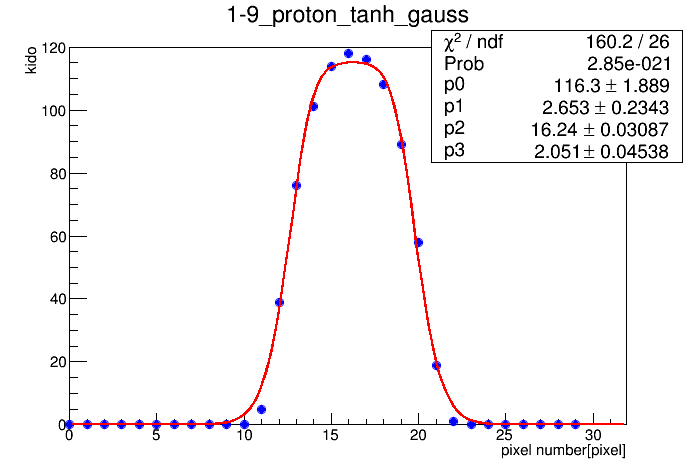 1-9_proton_tanh_gauss
χ² / ndf 160.2 / 26
Prob 2.85e-021
p0 116.3 ± 1.889
p1 2.653 ± 0.2343
p2 16.24 ± 0.03087
p3 2.051 ± 0.04538
kido
120
100
80
60
40
20
0
0 5 10 15 20 25 30
pixel number[pixel]